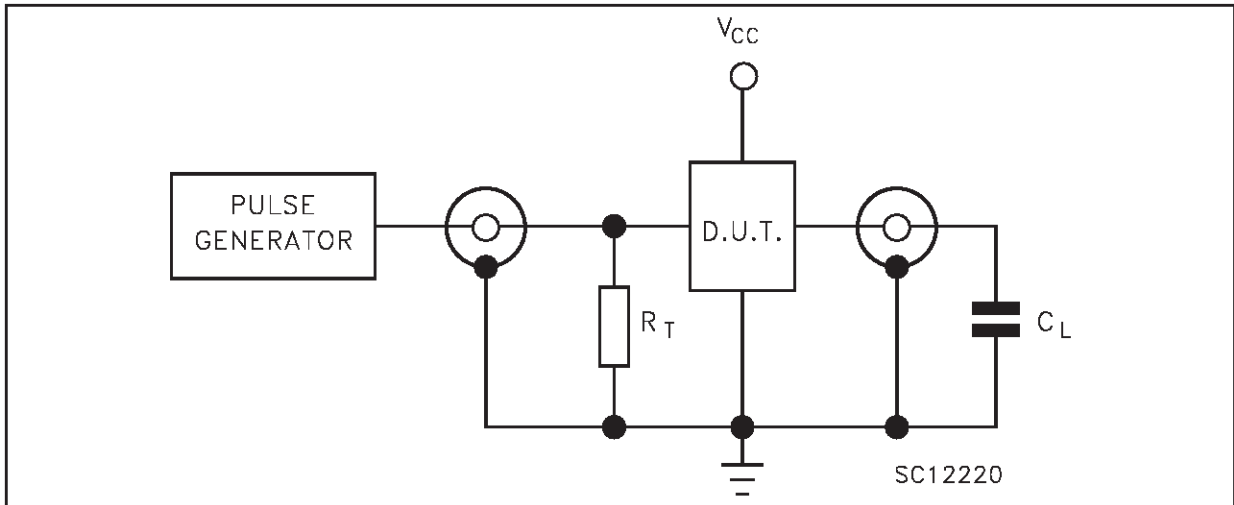 VCC
PULSE
GENERATOR
D.U.T.
RT
CL
SC12220